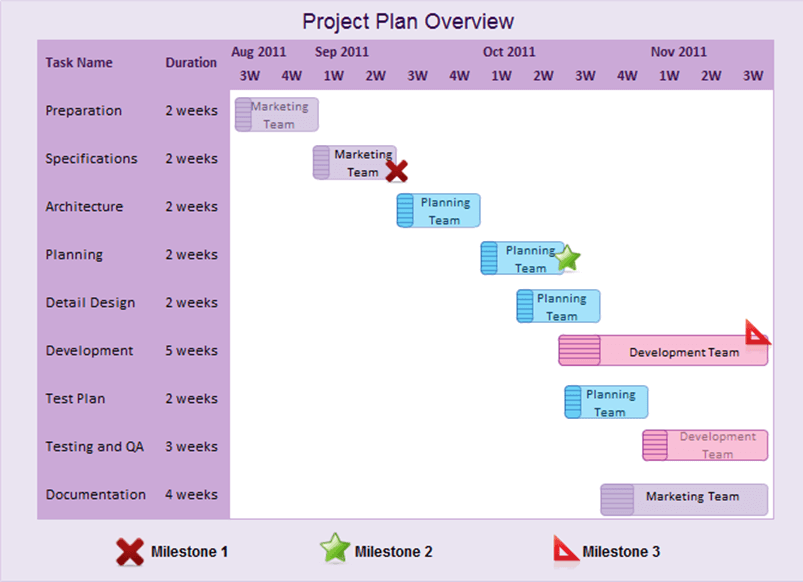 Project Plan Overview
Task Name Duration Aug 2011 Sep 2011 Oct 2011 Nov 2011
3W 4W 1W 2W 3W 4W 1W 2W 3W 4W 1W 2W 3W
Preparation 2 weeks Marketing
Team
Specifications 2 weeks Marketing
Team
Architecture 2 weeks Planning
Team
Planning 2 weeks Planning
Team
Detail Design 2 weeks Planning
Team
Development 5 weeks Development Team
Test Plan 2 weeks Planning
Team
Testing and QA 3 weeks Development
Team
Documentation 4 weeks Marketing Team
Milestone 1 Milestone 2 Milestone 3